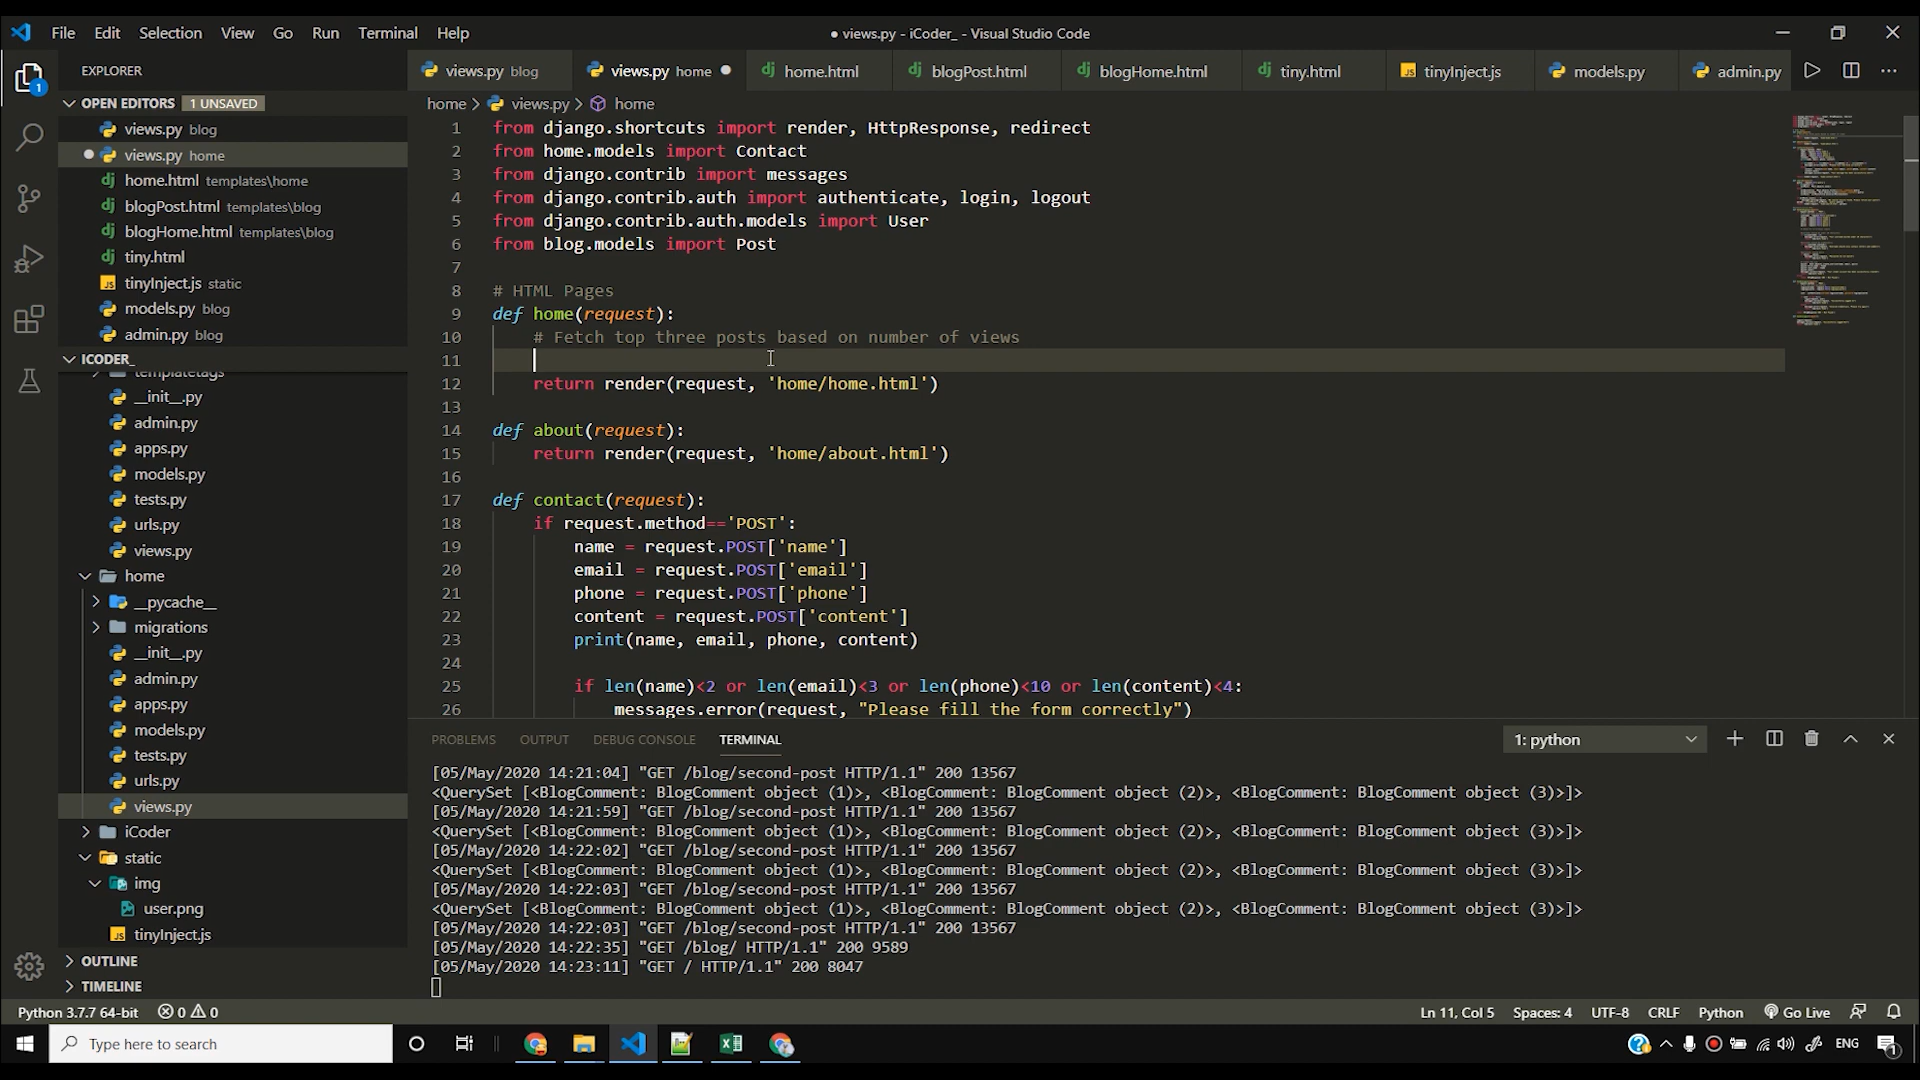 File Edit Selection View Go Run Terminal Help
● views.py - iCoder_ - Visual Studio Code
EXPLORER
views.py blog
views.py home
home.html
blogPost.html
blogHome.html
tiny.html
tinyInject.js
models.py
admin.py
OPEN EDITORS 1 UNSAVED
views.py blog
views.py home
home.html templates\home
blogPost.html templates\blog
blogHome.html templates\blog
tiny.html
tinyInject.js static
models.py blog
admin.py blog
ICODER_
templatetags
__init__.py
admin.py
apps.py
models.py
tests.py
urls.py
views.py
home
__pycache__
migrations
__init__.py
admin.py
apps.py
models.py
tests.py
urls.py
views.py
iCoder
static
img
user.png
tinyInject.js
OUTLINE
TIMELINE
home > views.py > home
1 from django.shortcuts import render, HttpResponse, redirect
2 from home.models import Contact
3 from django.contrib import messages
4 from django.contrib.auth import authenticate, login, logout
5 from django.contrib.auth.models import User
6 from blog.models import Post
7
8 # HTML Pages
9 def home(request):
10 # Fetch top three posts based on number of views
11
12 return render(request, 'home/home.html')
13
14 def about(request):
15 return render(request, 'home/about.html')
16
17 def contact(request):
18 if request.method=='POST':
19 name = request.POST['name']
20 email = request.POST['email']
21 phone = request.POST['phone']
22 content = request.POST['content']
23 print(name, email, phone, content)
24
25 if len(name)<2 or len(email)<3 or len(phone)<10 or len(content)<4:
26 messages.error(request, "Please fill the form correctly")
PROBLEMS OUTPUT DEBUG CONSOLE TERMINAL
1: python
[05/May/2020 14:21:04] "GET /blog/second-post HTTP/1.1" 200 13567
<QuerySet [<BlogComment: BlogComment object (1)>, <BlogComment: BlogComment object (2)>, <BlogComment: BlogComment object (3)>]>
[05/May/2020 14:21:59] "GET /blog/second-post HTTP/1.1" 200 13567
<QuerySet [<BlogComment: BlogComment object (1)>, <BlogComment: BlogComment object (2)>, <BlogComment: BlogComment object (3)>]>
[05/May/2020 14:22:02] "GET /blog/second-post HTTP/1.1" 200 13567
<QuerySet [<BlogComment: BlogComment object (1)>, <BlogComment: BlogComment object (2)>, <BlogComment: BlogComment object (3)>]>
[05/May/2020 14:22:03] "GET /blog/second-post HTTP/1.1" 200 13567
<QuerySet [<BlogComment: BlogComment object (1)>, <BlogComment: BlogComment object (2)>, <BlogComment: BlogComment object (3)>]>
[05/May/2020 14:22:03] "GET /blog/second-post HTTP/1.1" 200 13567
[05/May/2020 14:22:35] "GET /blog/ HTTP/1.1" 200 9589
[05/May/2020 14:23:11] "GET / HTTP/1.1" 200 8047
Python 3.7.7 64-bit 0 0
Ln 11, Col 5 Spaces: 4 UTF-8 CRLF Python Go Live
Type here to search
ENG
1